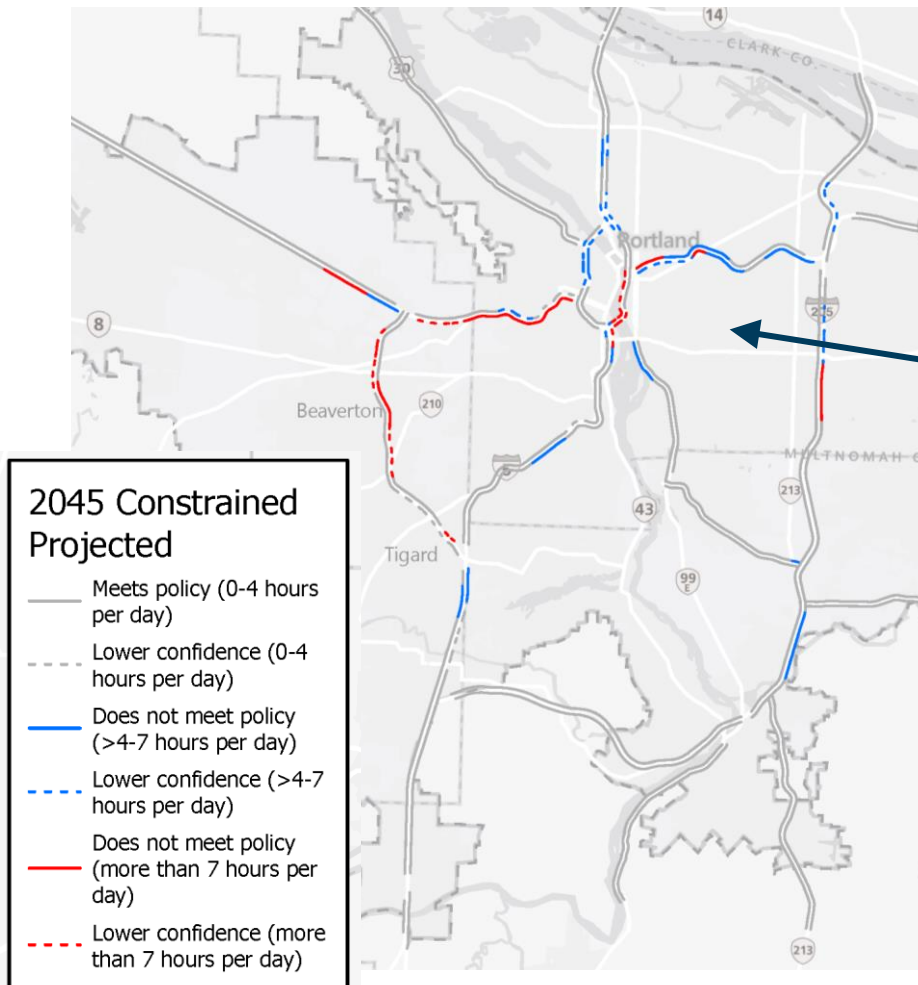 14
CLARK CO.
30
Portland
205
8
Beaverton
210
MULTNOMAH C
5
213
43
Tigard
99
E
213
2045 Constrained
Projected
Meets policy (0-4 hours
per day)
Lower confidence (0-4
hours per day)
Does not meet policy
(>4-7 hours per day)
Lower confidence (>4-7
hours per day)
Does not meet policy
(more than 7 hours per
day)
Lower confidence (more
than 7 hours per day)